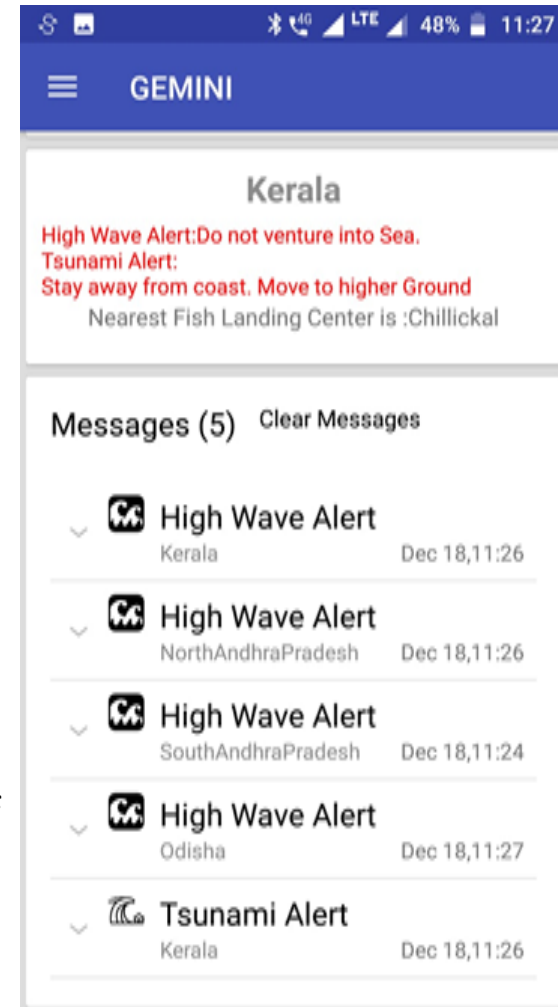 4G LTE 48% 11:27
GEMINI
Kerala
High Wave Alert:Do not venture into Sea.
Tsunami Alert:
Stay away from coast. Move to higher Ground
Nearest Fish Landing Center is :Chillickal
Messages (5) Clear Messages
High Wave Alert
Kerala Dec 18,11:26
High Wave Alert
NorthAndhraPradesh Dec 18,11:26
High Wave Alert
SouthAndhraPradesh Dec 18,11:24
High Wave Alert
Odisha Dec 18,11:27
Tsunami Alert
Kerala Dec 18,11:26